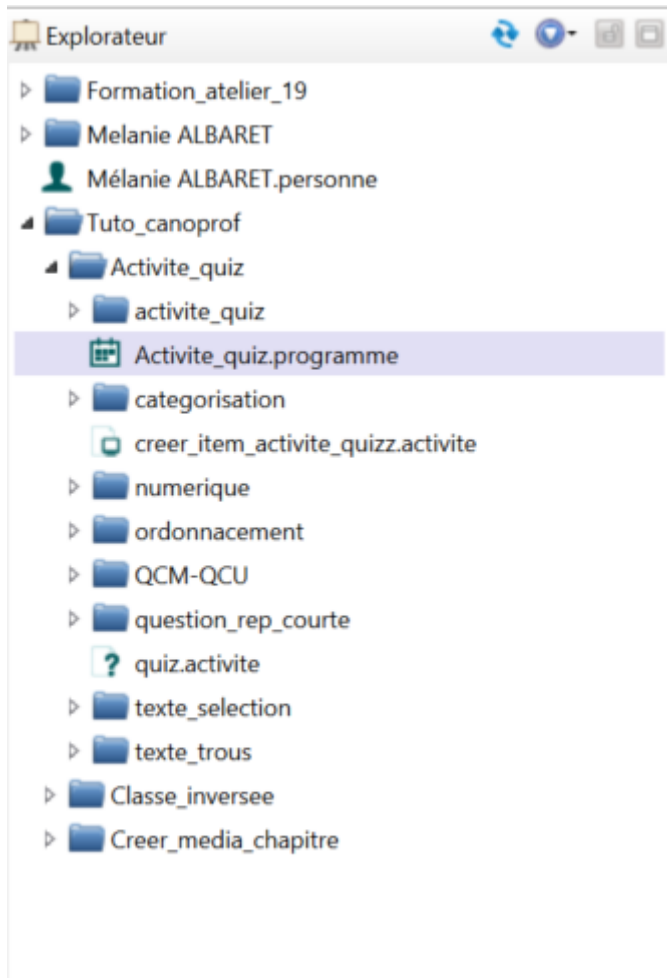 Explorateur
Formation_atelier_19
Melanie ALBARET
Mélanie ALBARET.personne
Tuto_canoprof
Activite_quiz
activite_quiz
Activite_quiz.programme
categorisation
creer_item_activite_quizz.activite
numerique
ordonnacement
QCM-QCU
question_rep_courte
? quiz.activite
texte_selection
texte_trous
Classe_inversee
Creer_media_chapitre